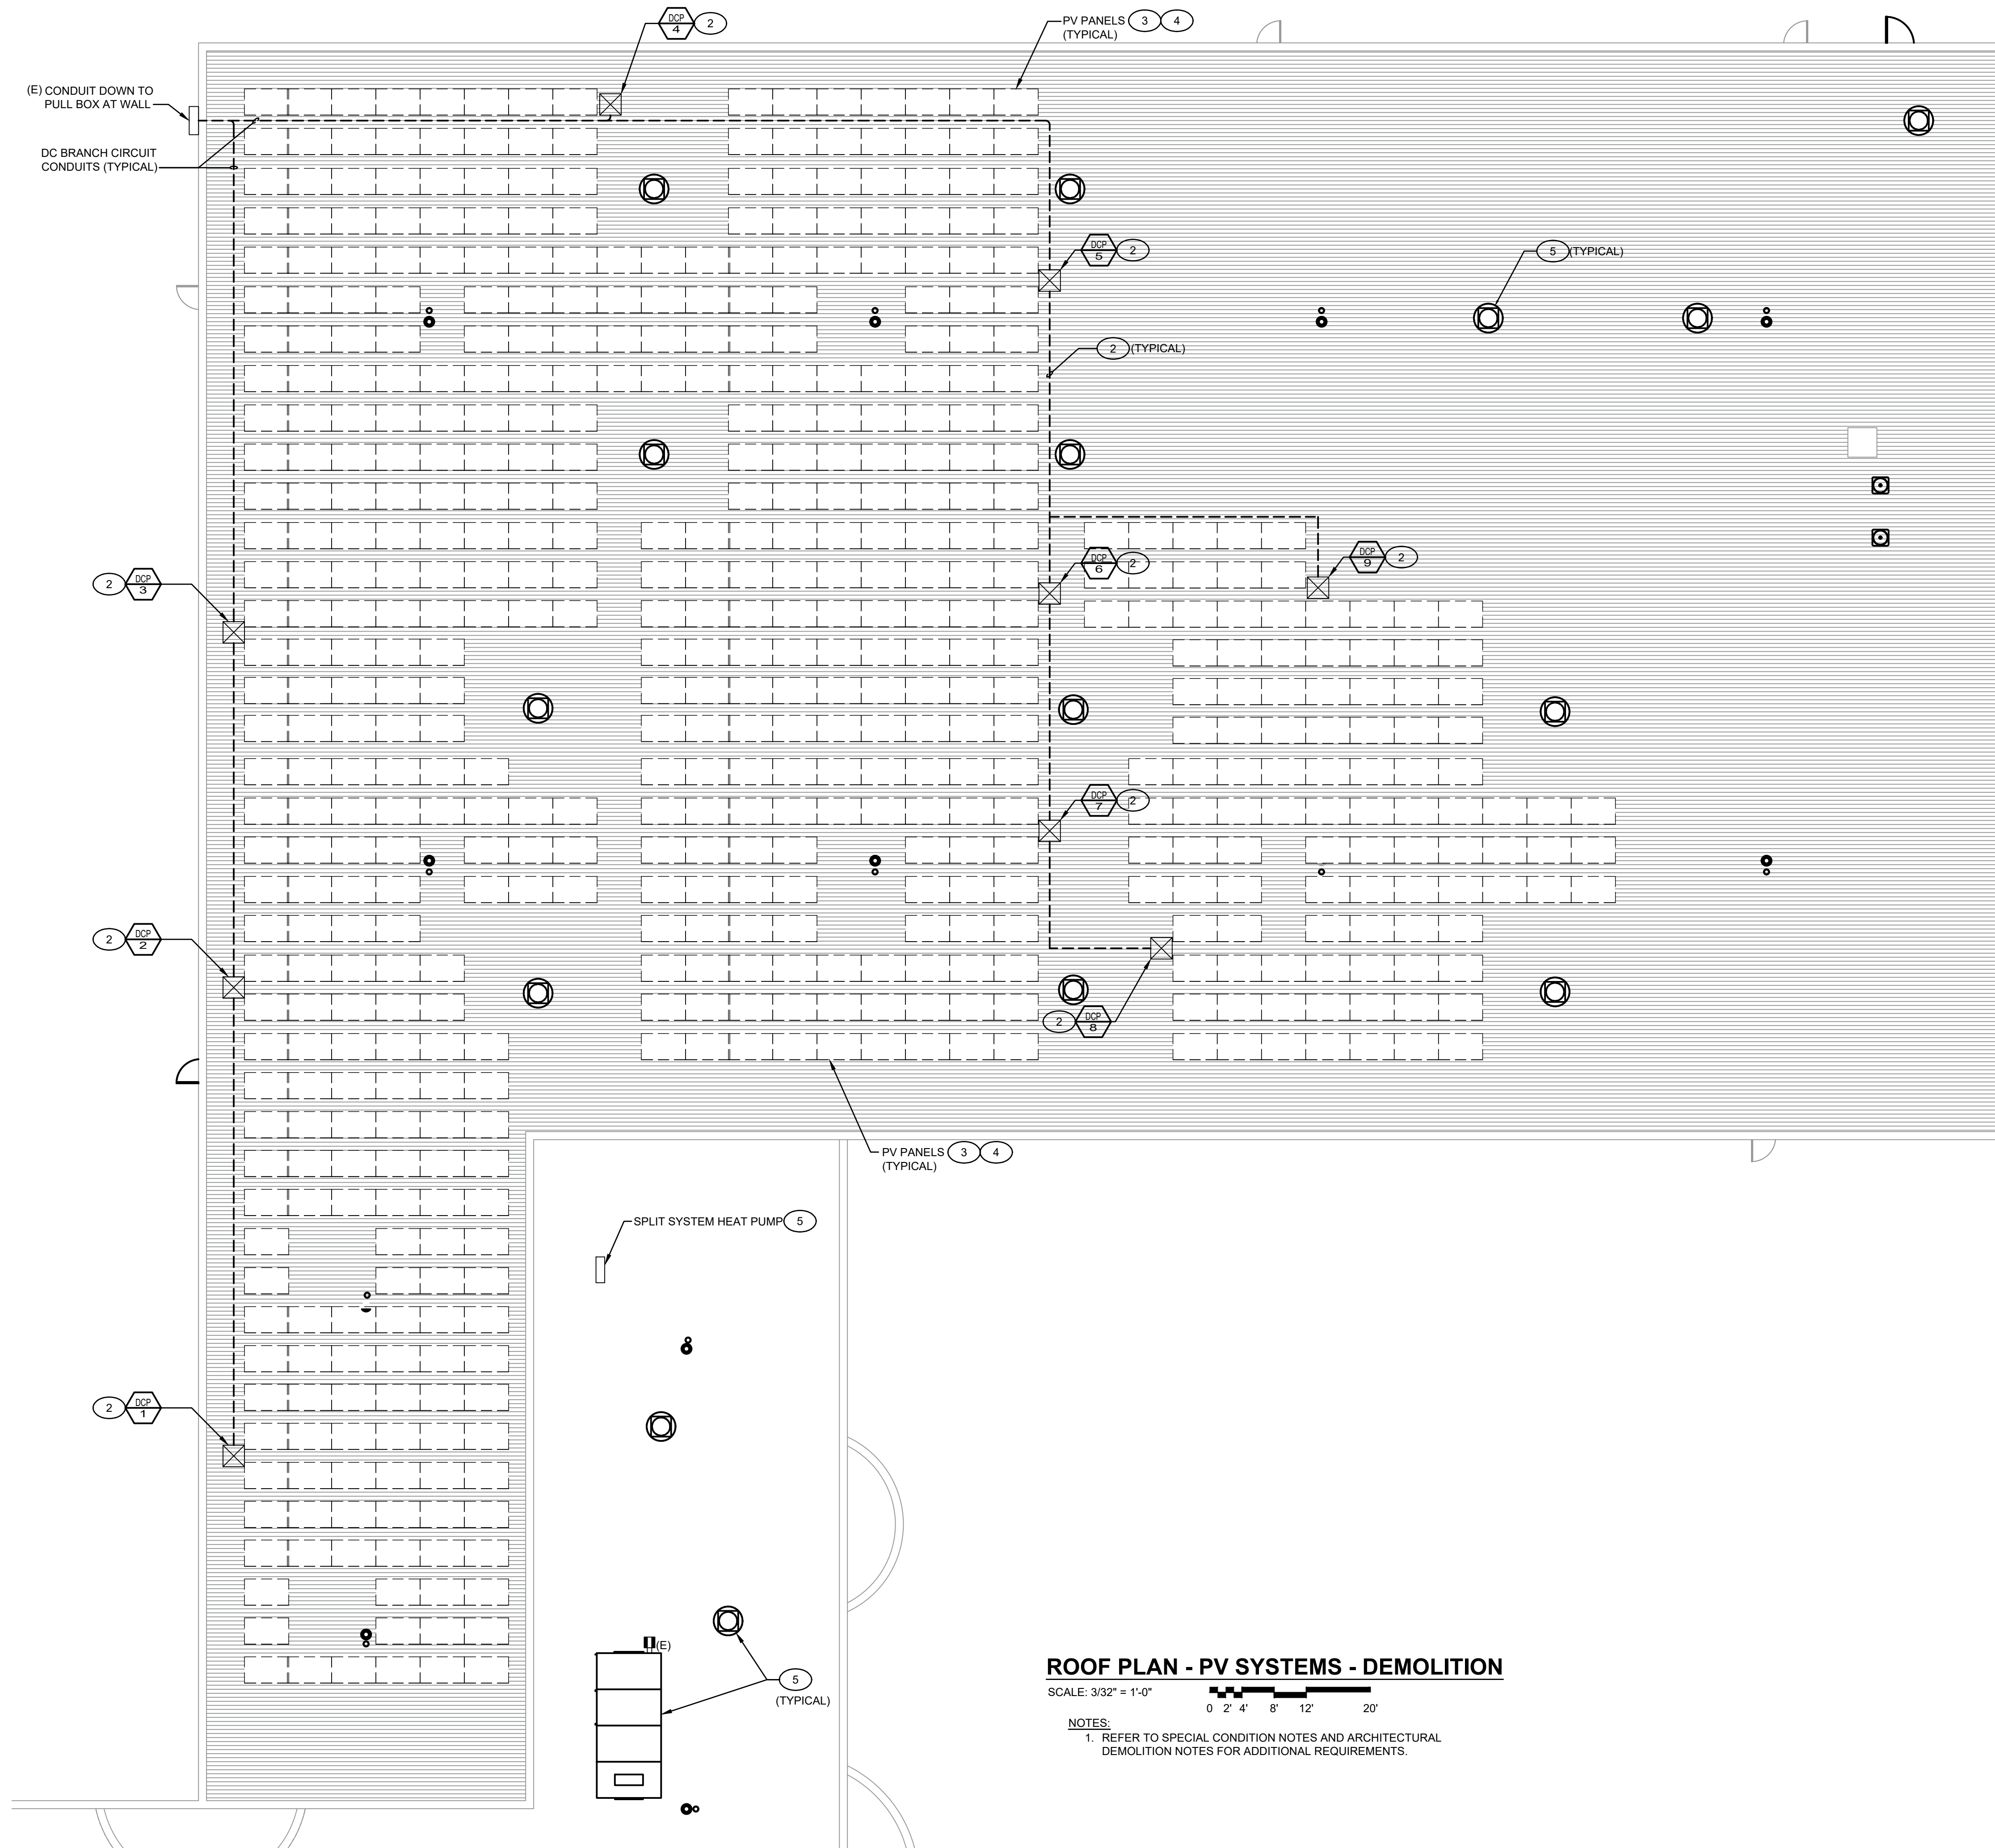 DCP
4
2
PV PANELS 3 4
(TYPICAL)
(E) CONDUIT DOWN TO
PULL BOX AT WALL
DC BRANCH CIRCUIT
CONDUITS (TYPICAL)
DCP
5
2
5 (TYPICAL)
2 (TYPICAL)
DCP
6
2
DCP
9
2
2
DCP
3
DCP
7
2
2
DCP
2
2
DCP
8
PV PANELS 3 4
(TYPICAL)
SPLIT SYSTEM HEAT PUMP 5
2
DCP
1
(E)
5
(TYPICAL)
ROOF PLAN - PV SYSTEMS - DEMOLITION
SCALE: 3/32" = 1'-0"
0 2' 4' 8' 12' 20'
NOTES:
1. REFER TO SPECIAL CONDITION NOTES AND ARCHITECTURAL
DEMOLITION NOTES FOR ADDITIONAL REQUIREMENTS.